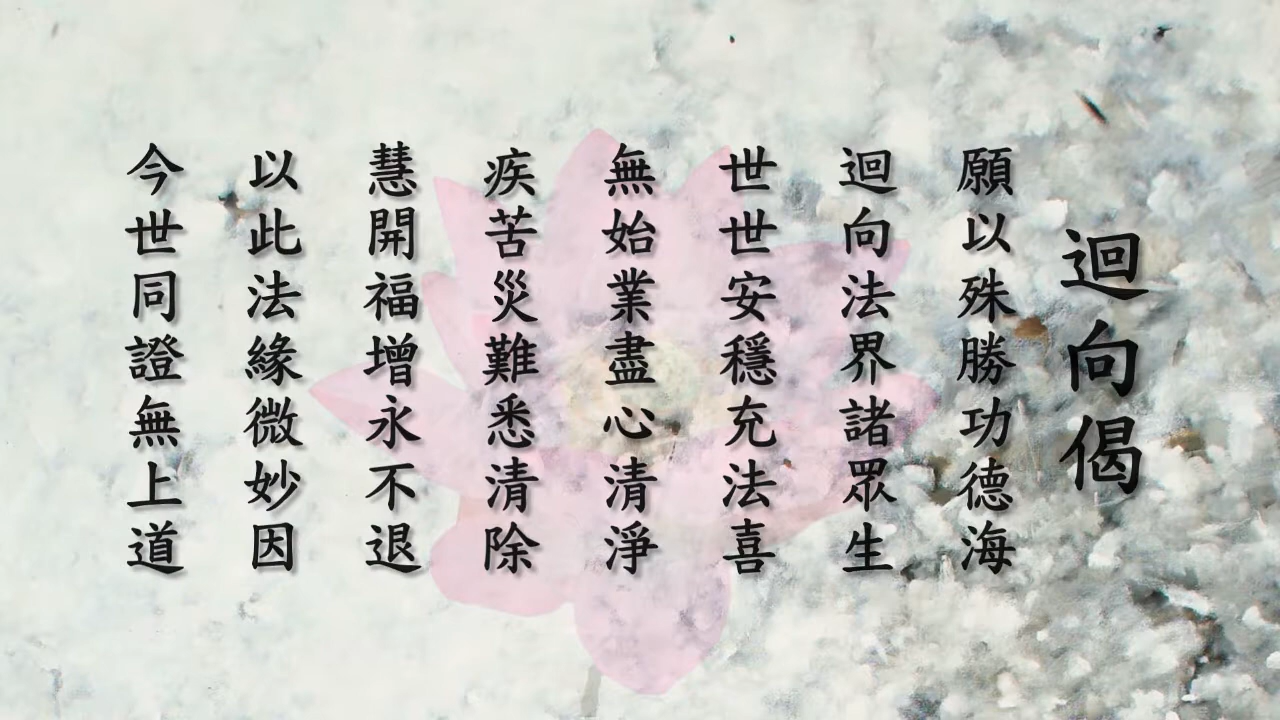 迴向偈
願以殊勝功德海
迴向法界諸眾生
世世安穩充法喜
無始業盡心清淨
疾苦災難悉清除
慧開福增永不退
以此法緣微妙因
今世同證無上道